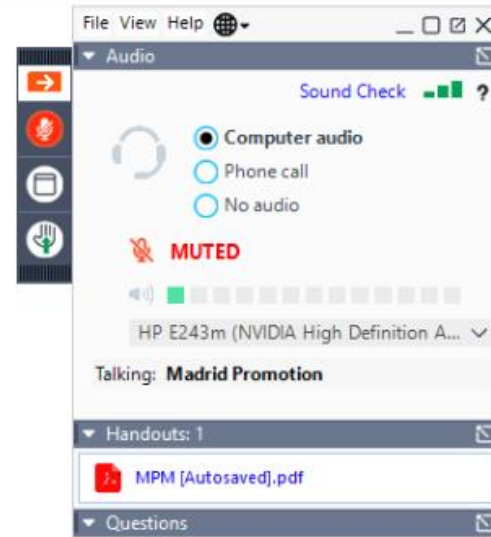 File View Help
Audio
Sound Check ?
Computer audio
Phone call
No audio
MUTED
HP E243m (NVIDIA High Definition A...
Talking: Madrid Promotion
Handouts: 1
MPM [Autosaved].pdf
Questions